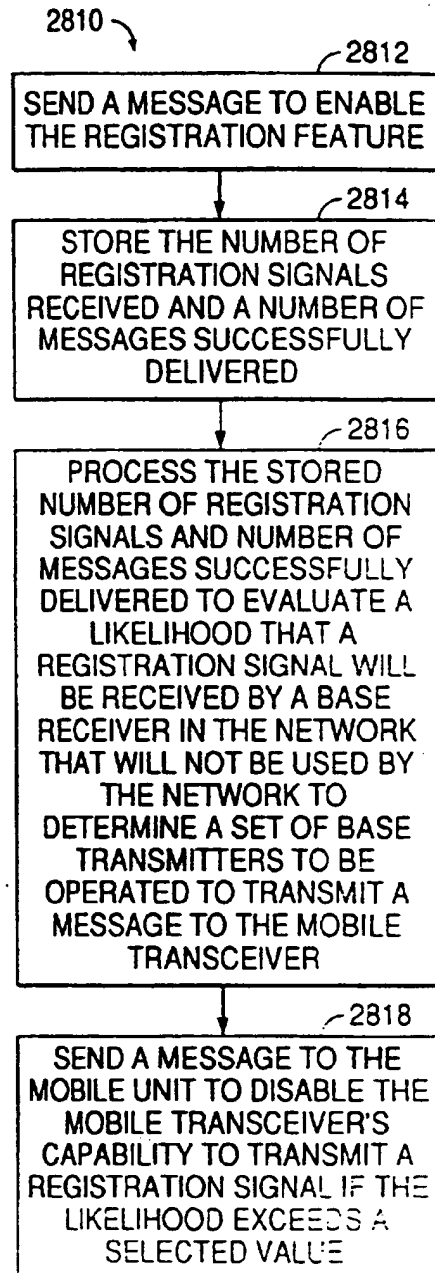 2810
2812
SEND A MESSAGE TO ENABLE
THE REGISTRATION FEATURE
2814
STORE THE NUMBER OF
REGISTRATION SIGNALS
RECEIVED AND A NUMBER OF
MESSAGES SUCCESSFULLY
DELIVERED
2816
PROCESS THE STORED
NUMBER OF REGISTRATION
SIGNALS AND NUMBER OF
MESSAGES SUCCESSFULLY
DELIVERED TO EVALUATE A
LIKELIHOOD THAT A
REGISTRATION SIGNAL WILL
BE RECEIVED BY A BASE
RECEIVER IN THE NETWORK
THAT WILL NOT BE USED BY
THE NETWORK TO
DETERMINE A SET OF BASE
TRANSMITTERS TO BE
OPERATED TO TRANSMIT A
MESSAGE TO THE MOBILE
TRANSCEIVER
2818
SEND A MESSAGE TO THE
MOBILE UNIT TO DISABLE THE
MOBILE TRANSCEIVER'S
CAPABILITY TO TRANSMIT A
REGISTRATION SIGNAL IF THE
LIKELIHOOD EXCEEDS A
SELECTED VALUE